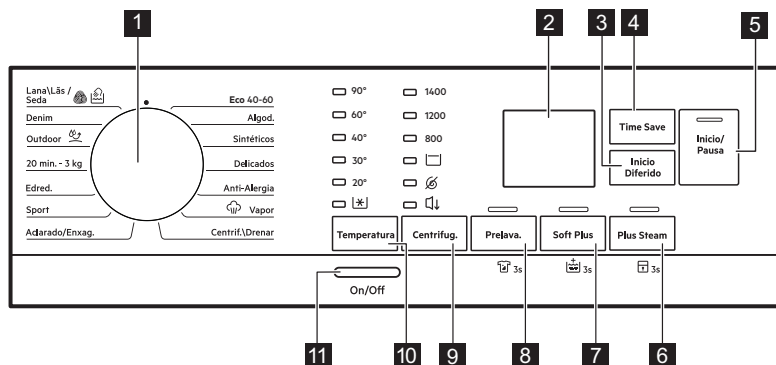 1
2
3
4
5
Lana\Lãs /
Seda
Denim
Outdoor
20 min. - 3 kg
Edred.
Sport
Aclarado/Enxag.
Eco 40-60
Algod.
Sintéticos
Delicados
Anti-Alergia
Vapor
Centrif.\Drenar
90° 1400
60° 1200
40° 800
30°
20°
Time Save
Inicio
Diferido
Inicio/
Pausa
Temperatura
Centrifug.
Prelava.
Soft Plus
Plus Steam
3s
3s
3s
On/Off
11
10
9
8
7
6